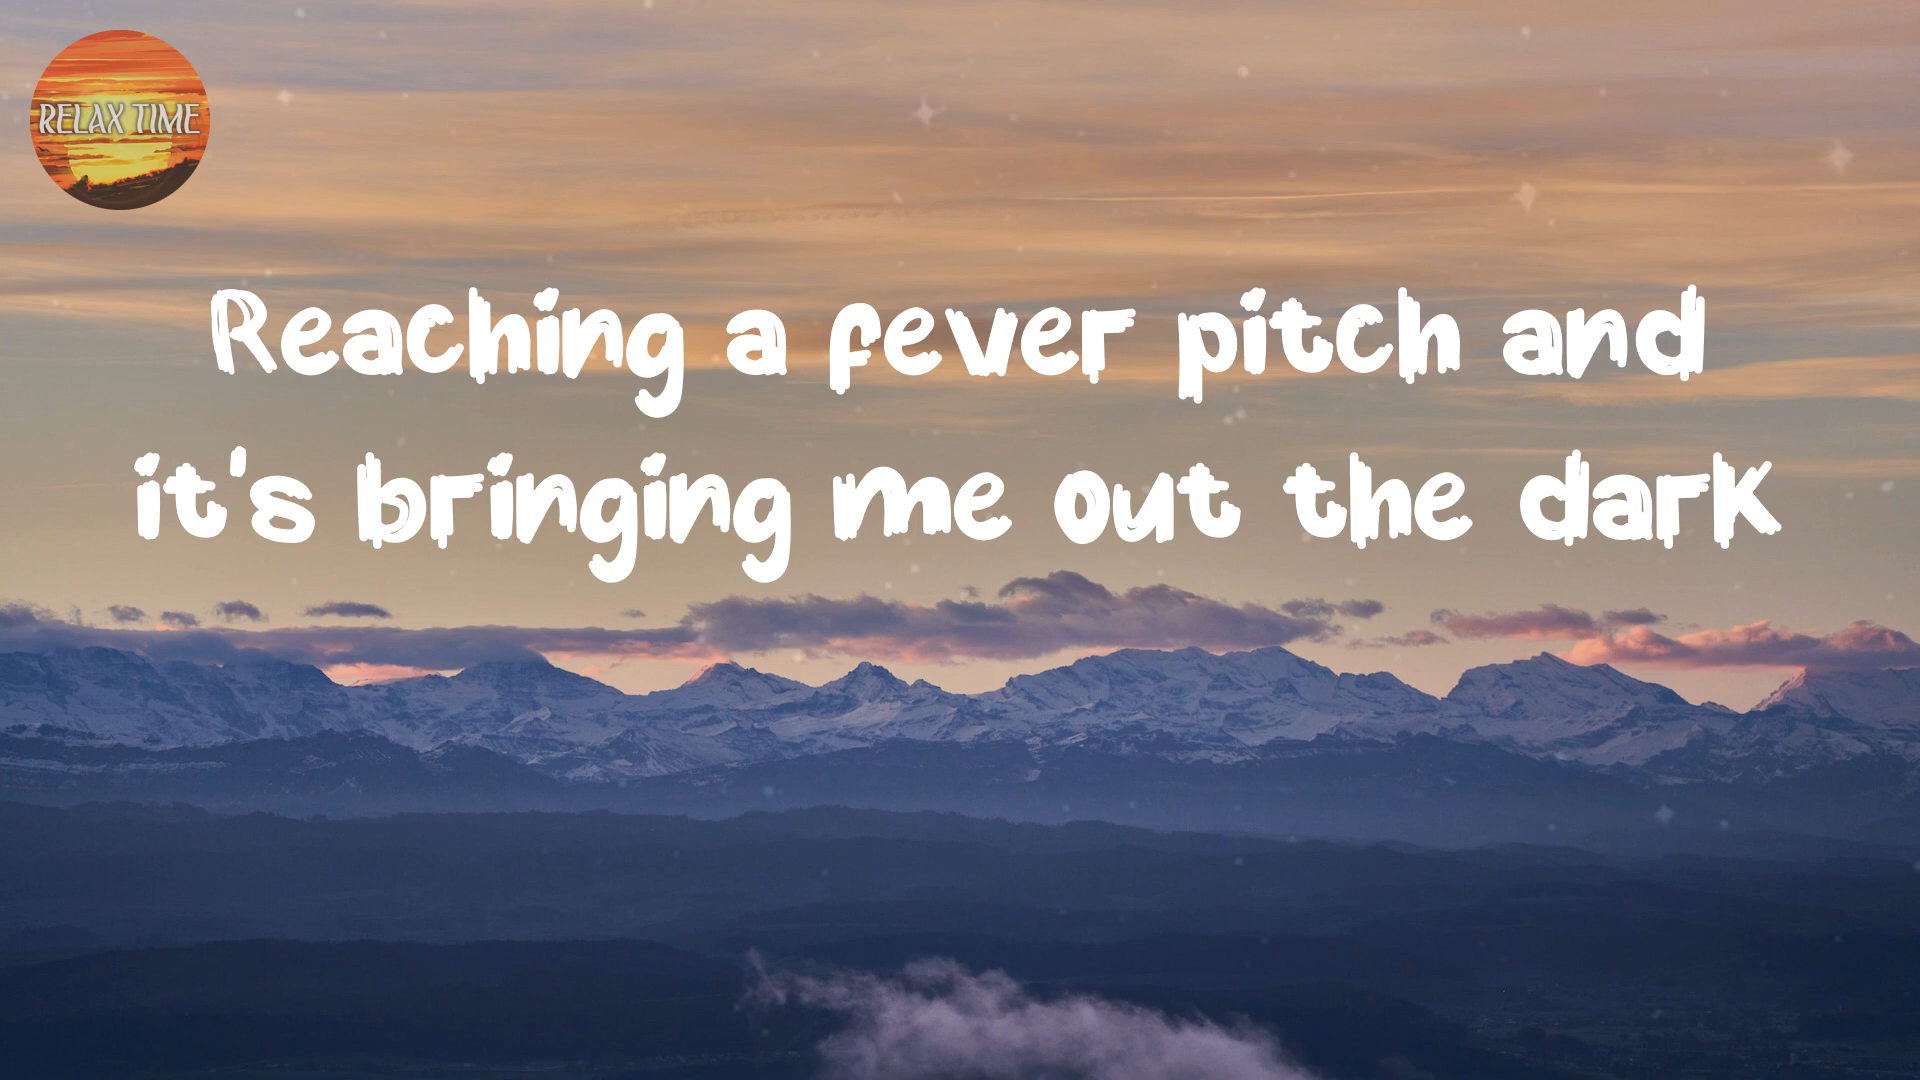 RELAX TIME
Reaching a fever pitch and
it's bringing me out the dark